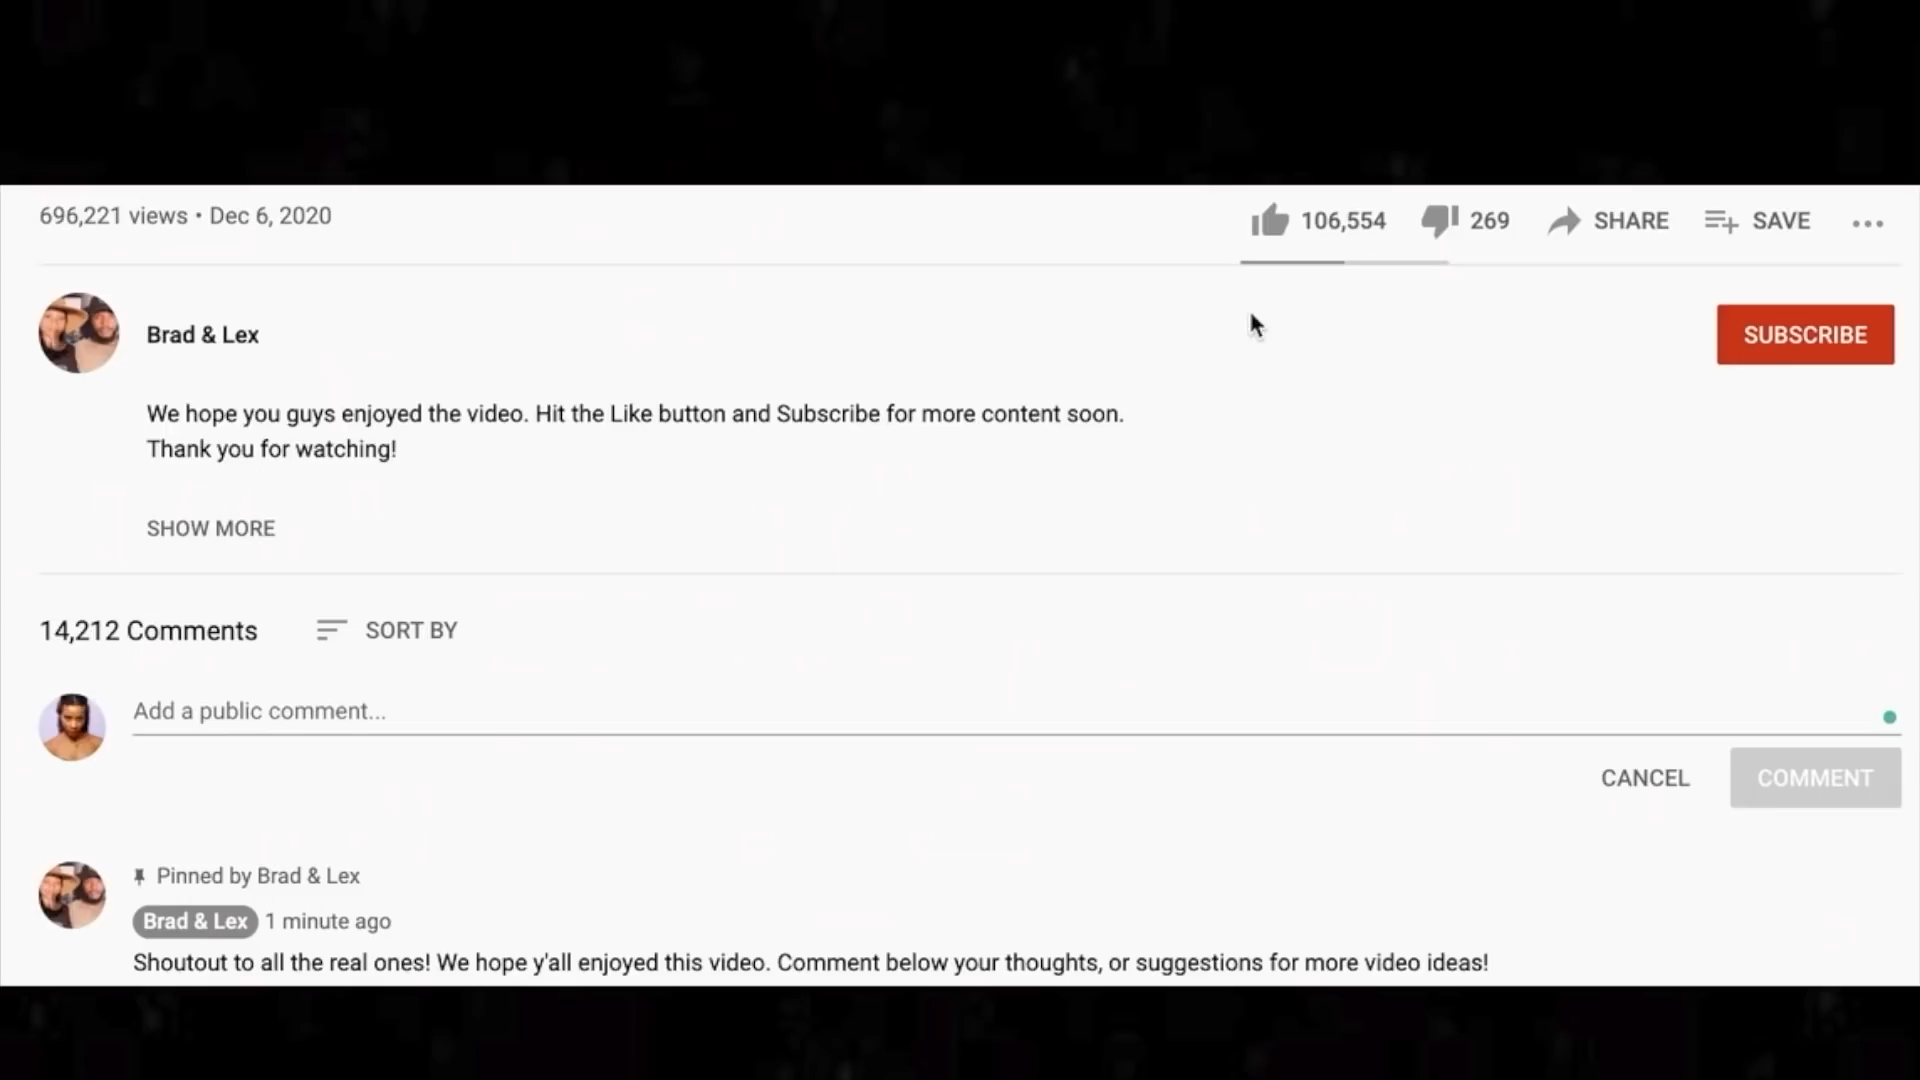 696,221 views • Dec 6, 2020
106,554
269
SHARE
SAVE
Brad & Lex
SUBSCRIBE
We hope you guys enjoyed the video. Hit the Like button and Subscribe for more content soon.
Thank you for watching!
SHOW MORE
14,212 Comments
SORT BY
Add a public comment...
CANCEL
COMMENT
Pinned by Brad & Lex
Brad & Lex 1 minute ago
Shoutout to all the real ones! We hope y'all enjoyed this video. Comment below your thoughts, or suggestions for more video ideas!